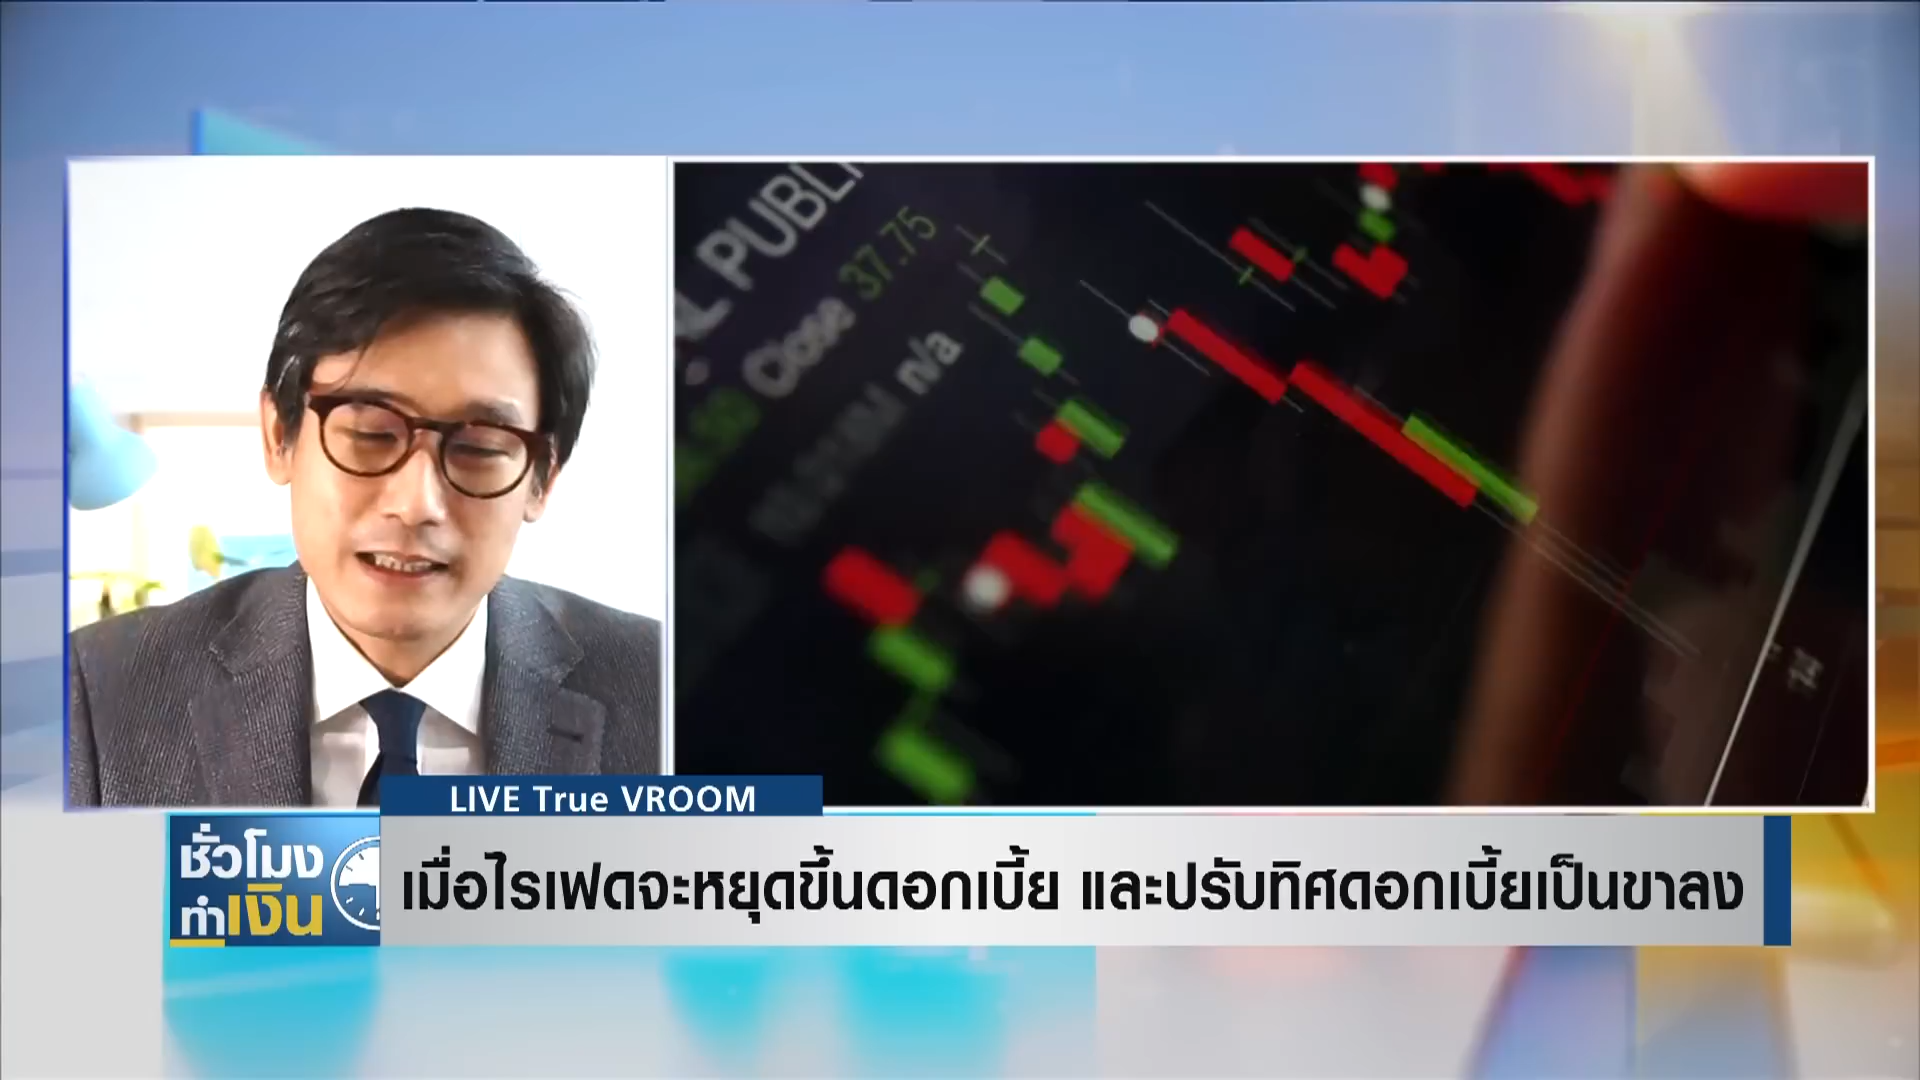 AL PUBLI
Close 37.75
n/a
LIVE True VROOM
ชั่วโมง
ทำเงิน
เมื่อไรเฟดจะหยุดขึ้นดอกเบี้ย และปรับทิศดอกเบี้ยเป็นขาลง